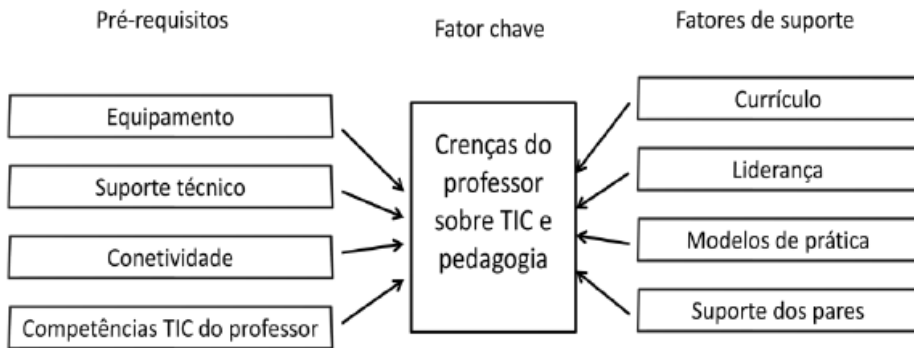 Pré-requisitos
Fator chave
Fatores de suporte
Equipamento
Suporte técnico
Conetividade
Competências TIC do professor
Crenças do
professor
sobre TIC e
pedagogia
Currículo
Liderança
Modelos de prática
Suporte dos pares